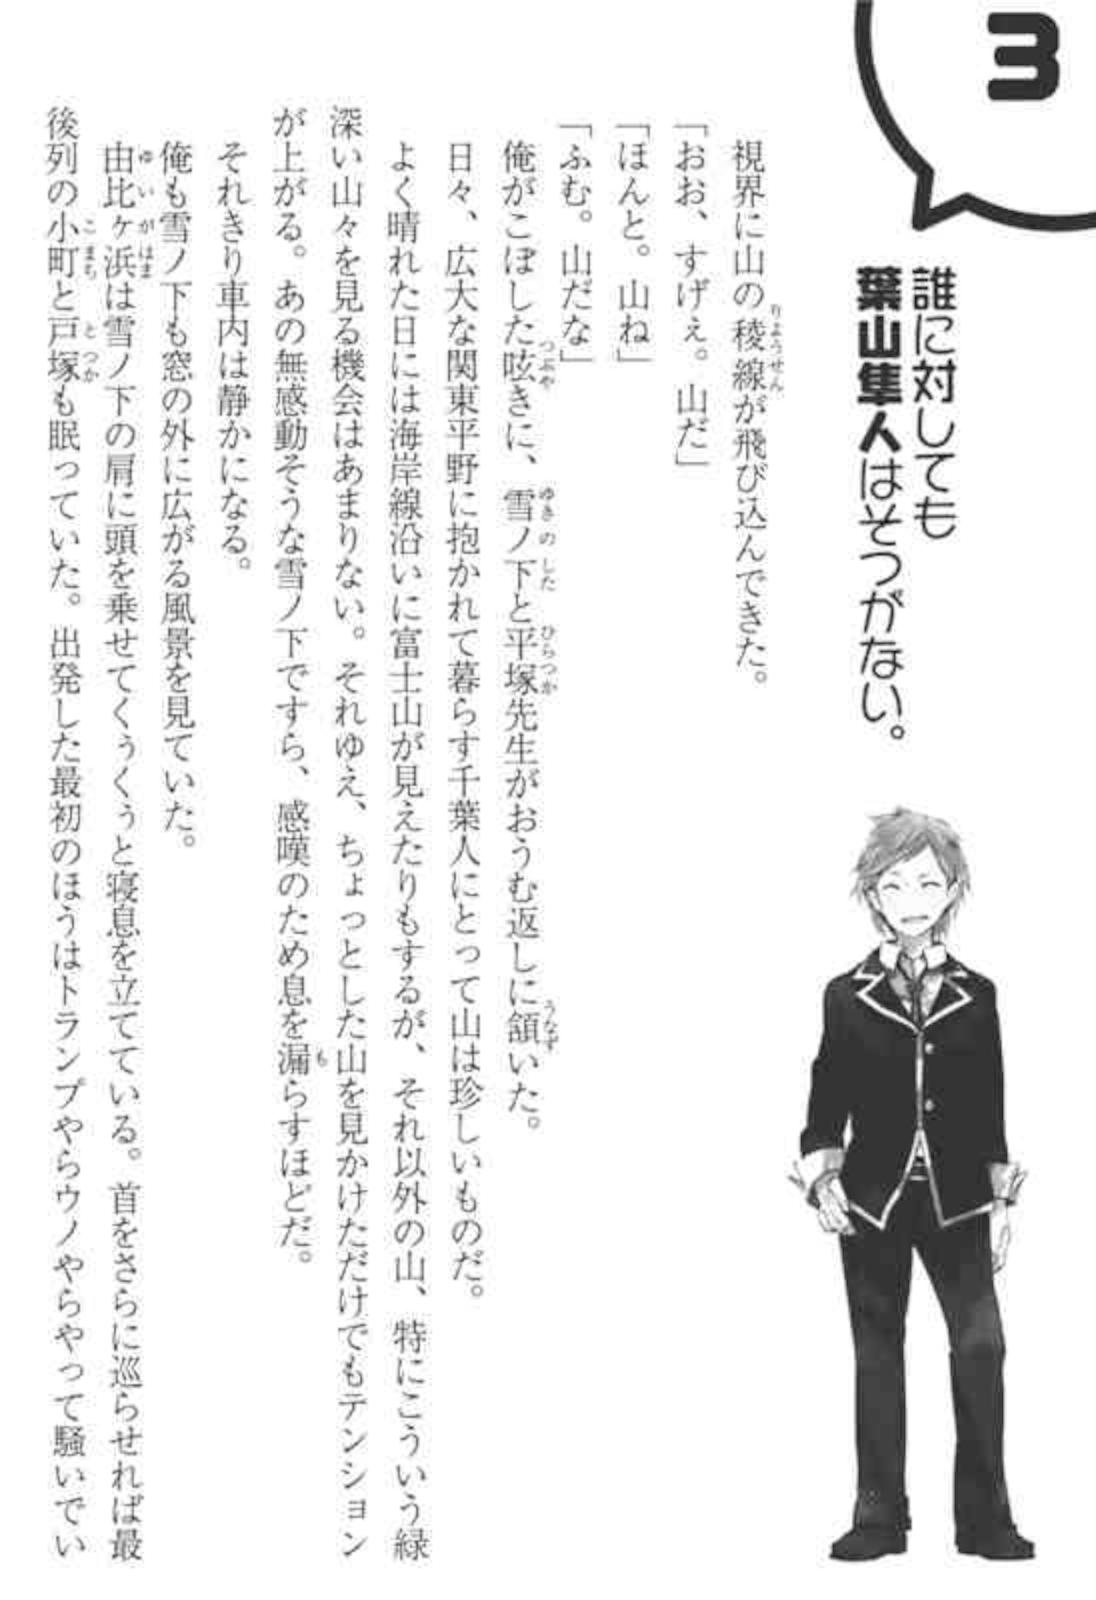 3
誰に対しても
葉山隼人はそつがない。
視界に山の稜線が飛び込んできた。
「おお、すげぇ。山だ」
「ほんと。山ね」
「ふむ。山だな」
俺がこぼした呟きに、雪ノ下と平塚先生がおうむ返しに頷いた。
日々、広大な関東平野に抱かれて暮らす千葉人にとって山は珍しいものだ。
よく晴れた日には海岸線沿いに富士山が見えたりもするが、それ以外の山、特にこういう緑
深い山々を見る機会はあまりない。それゆえ、ちょっとした山を見かけただけでもテンション
が上がる。あの無感動そうな雪ノ下ですら、感嘆のため息を漏らすほどだ。
それきり車内は静かになる。
俺も雪ノ下も窓の外に広がる風景を見ていた。
由比ヶ浜は雪ノ下の肩に頭を乗せてくぅくぅと寝息を立てている。首をさらに巡らせれば最
後列の小町と戸塚も眠っていた。出発した最初のほうはトランプやらウノやらやって騒いでい